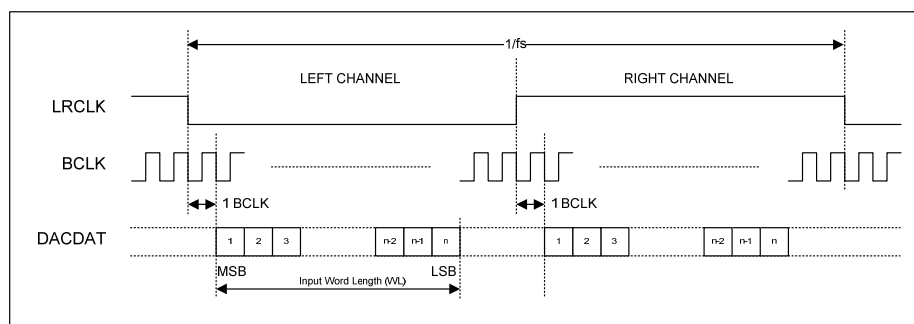 1/fs
LEFT CHANNEL RIGHT CHANNEL
LRCLK
BCLK
1 BCLK 1 BCLK
DACDAT 1 2 3 n-2 n-1 n 1 2 3 n-2 n-1 n
MSB LSB
Input Word Length (WL)